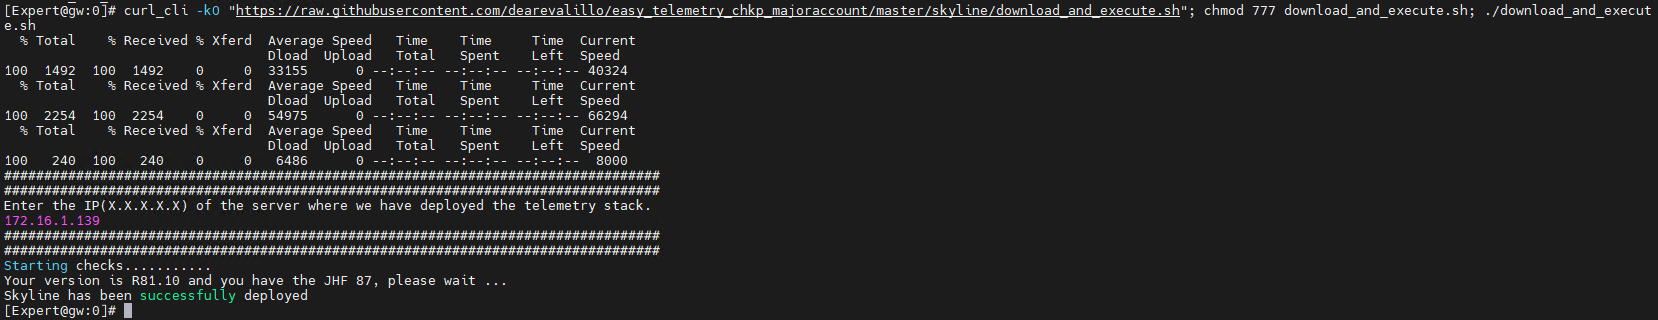 [Expert@gw:0]# curl_cli -kO "https://raw.githubusercontent.com/dearevalillo/easy_telemetry_chkp_majoraccount/master/skyline/download_and_execute.sh"; chmod 777 download_and_execute.sh; ./download_and_execut
e.sh
  % Total    % Received % Xferd  Average Speed   Time    Time     Time  Current
                                 Dload  Upload   Total   Spent    Left  Speed
100  1492  100  1492    0     0  33155      0 --:--:-- --:--:-- --:--:-- 40324
  % Total    % Received % Xferd  Average Speed   Time    Time     Time  Current
                                 Dload  Upload   Total   Spent    Left  Speed
100  2254  100  2254    0     0  54975      0 --:--:-- --:--:-- --:--:-- 66294
  % Total    % Received % Xferd  Average Speed   Time    Time     Time  Current
                                 Dload  Upload   Total   Spent    Left  Speed
100   240  100   240    0     0   6486      0 --:--:-- --:--:-- --:--:--  8000
##################################################################################
##################################################################################
Enter the IP(X.X.X.X.X) of the server where we have deployed the telemetry stack.
172.16.1.139
##################################################################################
##################################################################################
Starting checks...........
Your version is R81.10 and you have the JHF 87, please wait ...
Skyline has been successfully deployed
[Expert@gw:0]#